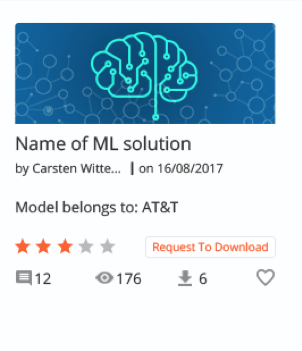 Name of ML solution
by Carsten Witte... | on 16/08/2017
Model belongs to: AT&T
Request To Download
12 176 6